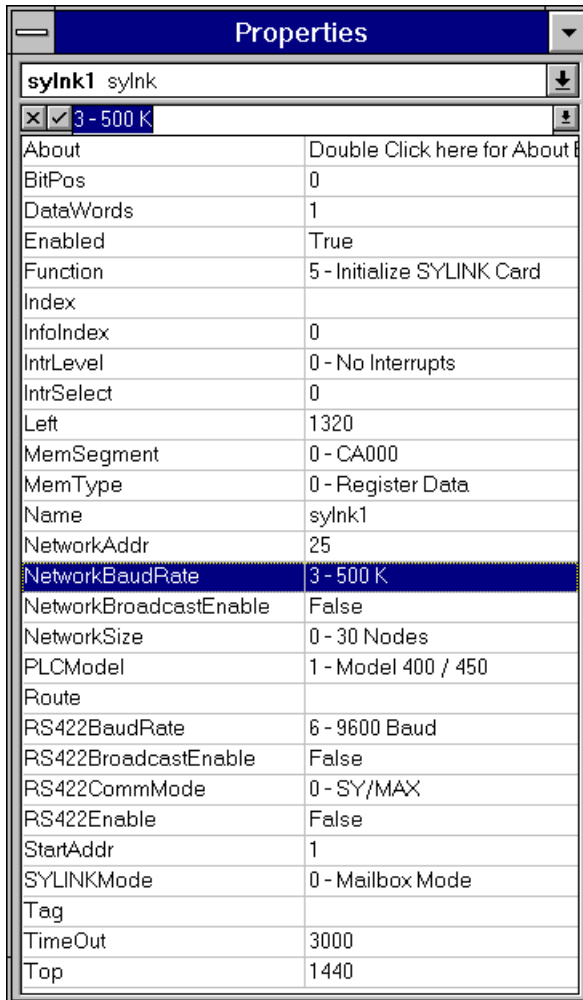 Properties
sylnk1 sylnk
3 - 500 K
About Double Click here for About
BitPos 0
DataWords 1
Enabled True
Function 5 - Initialize SYLINK Card
Index
InfoIndex 0
IntrLevel 0 - No Interrupts
IntrSelect 0
Left 1320
MemSegment 0 - CA000
MemType 0 - Register Data
Name sylnk1
NetworkAddr 25
NetworkBaudRate 3 - 500 K
NetworkBroadcastEnable False
NetworkSize 0 - 30 Nodes
PLCModel 1 - Model 400 / 450
Route
RS422BaudRate 6 - 9600 Baud
RS422BroadcastEnable False
RS422CommMode 0 - SY/MAX
RS422Enable False
StartAddr 1
SYLINKMode 0 - Mailbox Mode
Tag
TimeOut 3000
Top 1440